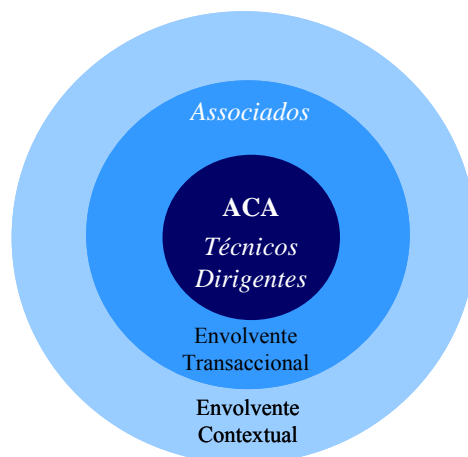 Associados
ACA
Técnicos
Dirigentes
Envolvente
Transaccional
Envolvente
Contextual